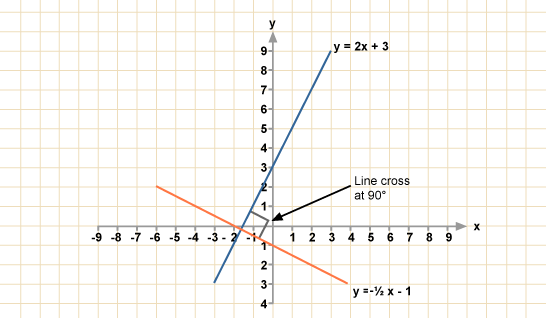 y
y = 2x + 3
9
8
7
6
5
4
3
2
1
Line cross
at 90°
-9 -8 -7 -6 -5 -4 -3 - 2 -1 1 2 3 4 5 6 7 8 9 x
1
2
3
4
y =-½ x - 1